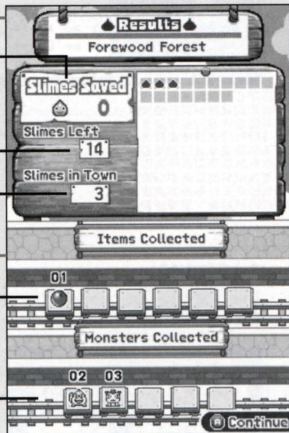 Results
Forewood Forest
Slimes Saved
0
Slimes Left
14
Slimes in Town
3
Items Collected
01
Monsters Collected
02 03
A Continue